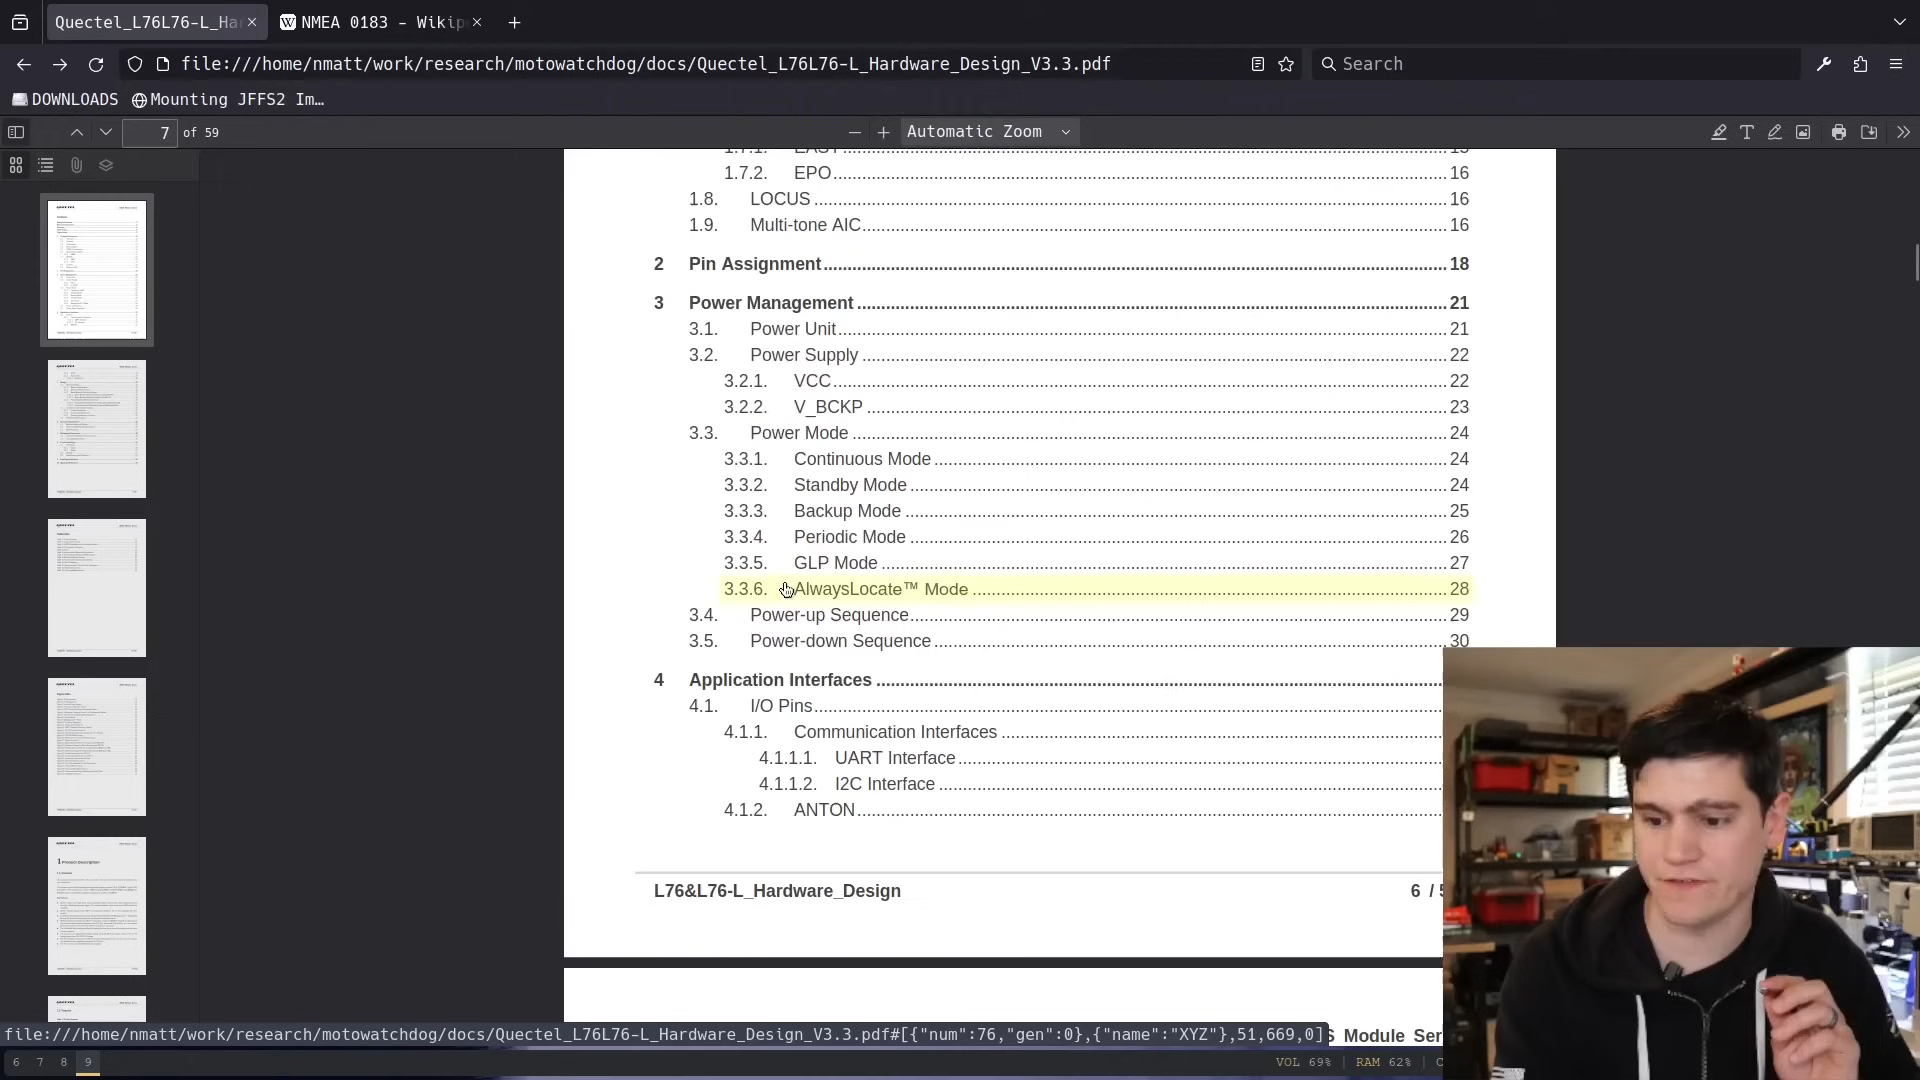 Quectel_L76L76-L_Ha
NMEA 0183 - Wikip
file:///home/nmatt/work/research/motowatchdog/docs/Quectel_L76L76-L_Hardware_Design_V3.3.pdf
Search
DOWNLOADS
Mounting JFFS2 Im…
7 of 59
Automatic Zoom
1.7.1. EASY 15
1.7.2. EPO 16
1.8. LOCUS 16
1.9. Multi-tone AIC 16
2 Pin Assignment 18
3 Power Management 21
3.1. Power Unit 21
3.2. Power Supply 22
3.2.1. VCC 22
3.2.2. V_BCKP 23
3.3. Power Mode 24
3.3.1. Continuous Mode 24
3.3.2. Standby Mode 24
3.3.3. Backup Mode 25
3.3.4. Periodic Mode 26
3.3.5. GLP Mode 27
3.3.6. AlwaysLocate™ Mode 28
3.4. Power-up Sequence 29
3.5. Power-down Sequence 30
4 Application Interfaces
4.1. I/O Pins
4.1.1. Communication Interfaces
4.1.1.1. UART Interface
4.1.1.2. I2C Interface
4.1.2. ANTON
L76&L76-L_Hardware_Design 6 / 5
S Module Ser
file:///home/nmatt/work/research/motowatchdog/docs/Quectel_L76L76-L_Hardware_Design_V3.3.pdf#[{"num":76,"gen":0},{"name":"XYZ"},51,669,0]
6 7 8 9
VOL 69% | RAM 62% | C